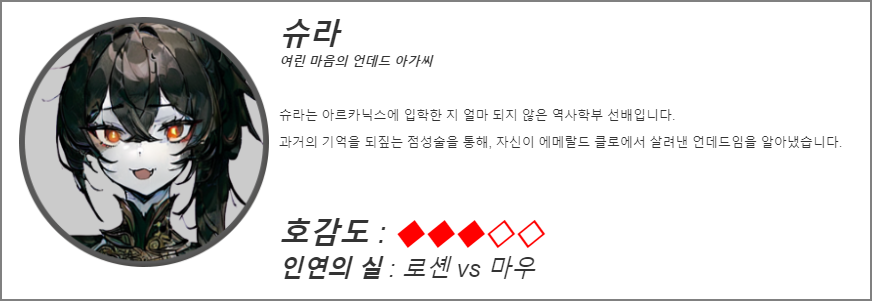 슈라
여린 마음의 언데드 아가씨
슈라는 아르카닉스에 입학한 지 얼마 되지 않은 역사학부 선배입니다.
과거의 기억을 되짚는 점성술을 통해, 자신이 에메랄드 클로에서 살려낸 언데드임을 알아냈습니다.
호감도 : ◆◆◆◇◇
인연의 실 : 로셴 vs 마우